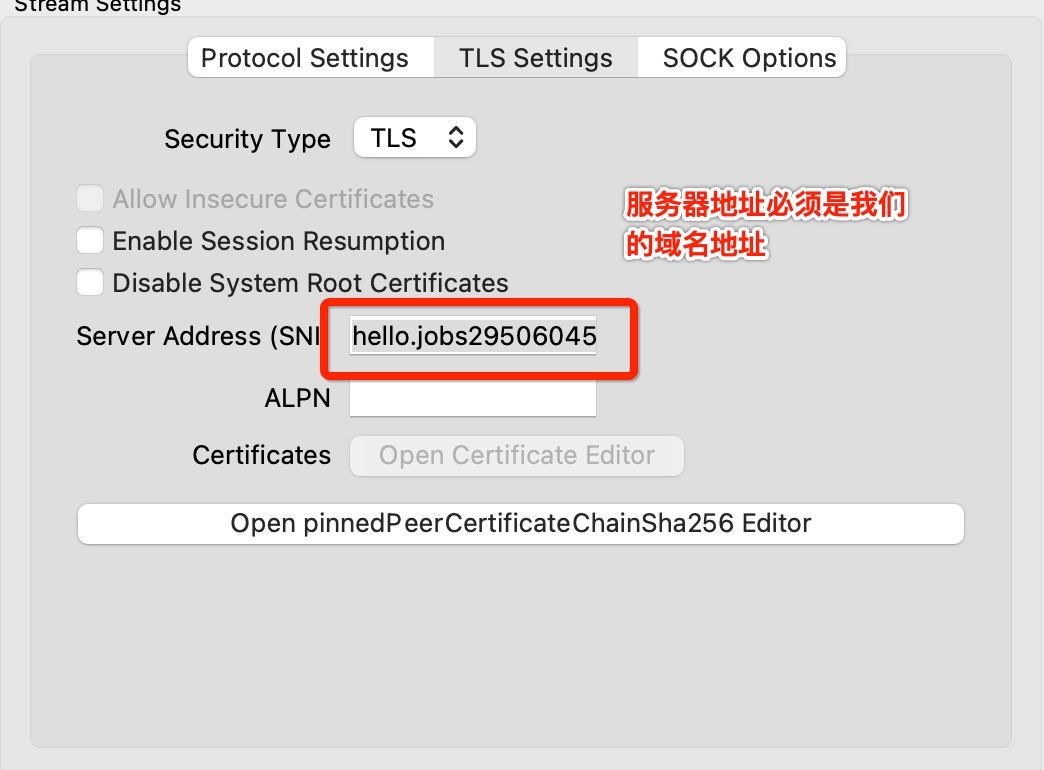 Stream Settings
Protocol Settings
TLS Settings
SOCK Options
Security Type
TLS
Allow Insecure Certificates
服务器地址必须是我们
的域名地址
Enable Session Resumption
Disable System Root Certificates
Server Address (SNI
hello.jobs29506045
ALPN
Certificates
Open Certificate Editor
Open pinnedPeerCertificateChainSha256 Editor